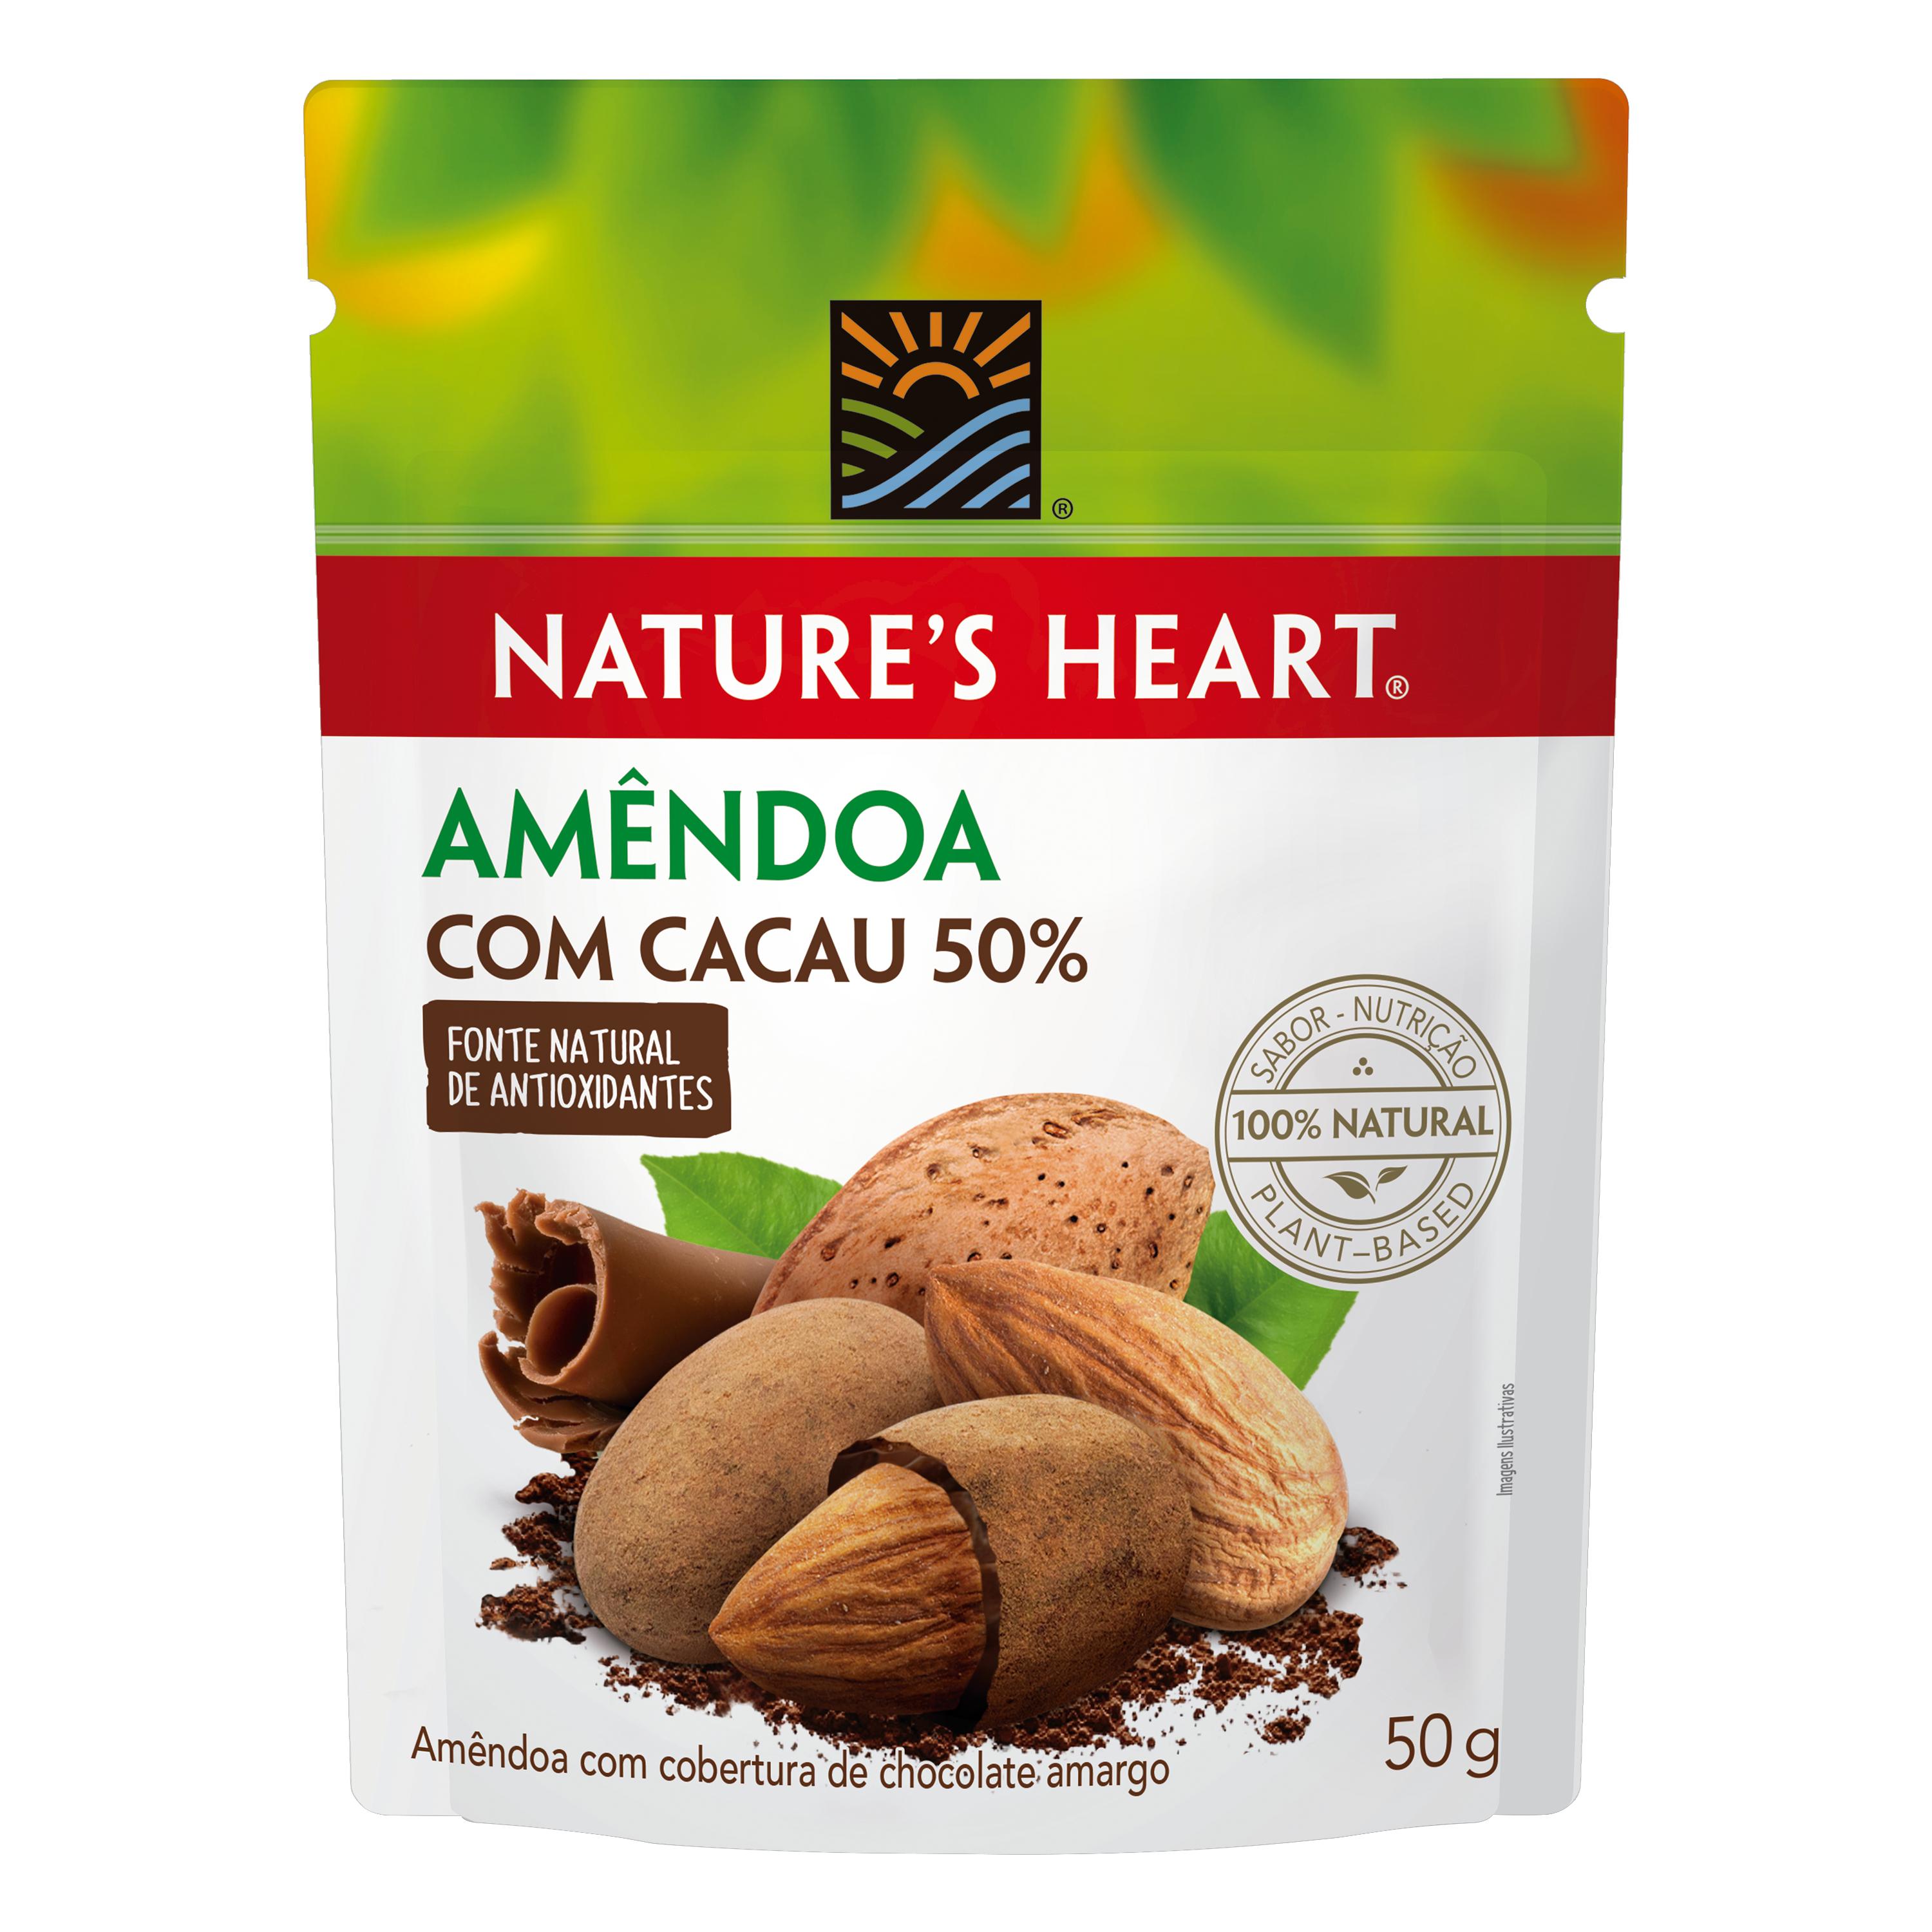 ®
NATURE'S HEART®
AMÊNDOA
COM CACAU 50%
FONTE NATURAL
DE ANTIOXIDANTES
SABOR - NUTRIÇÃO
100% NATURAL
PLANT-BASED
Imagens Ilustrativas
Amêndoa com cobertura de chocolate amargo
50 g